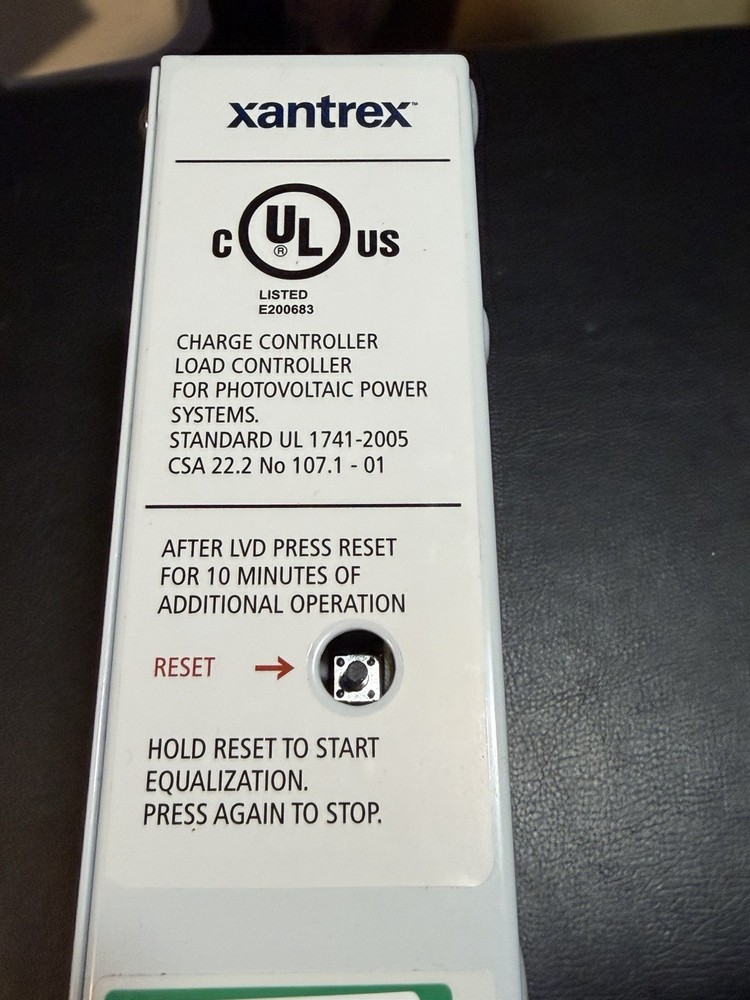 xantrex™
C UL® US
LISTED
E200683
CHARGE CONTROLLER
LOAD CONTROLLER
FOR PHOTOVOLTAIC POWER
SYSTEMS.
STANDARD UL 1741-2005
CSA 22.2 No 107.1 - 01
AFTER LVD PRESS RESET
FOR 10 MINUTES OF
ADDITIONAL OPERATION
RESET →
HOLD RESET TO START
EQUALIZATION.
PRESS AGAIN TO STOP.